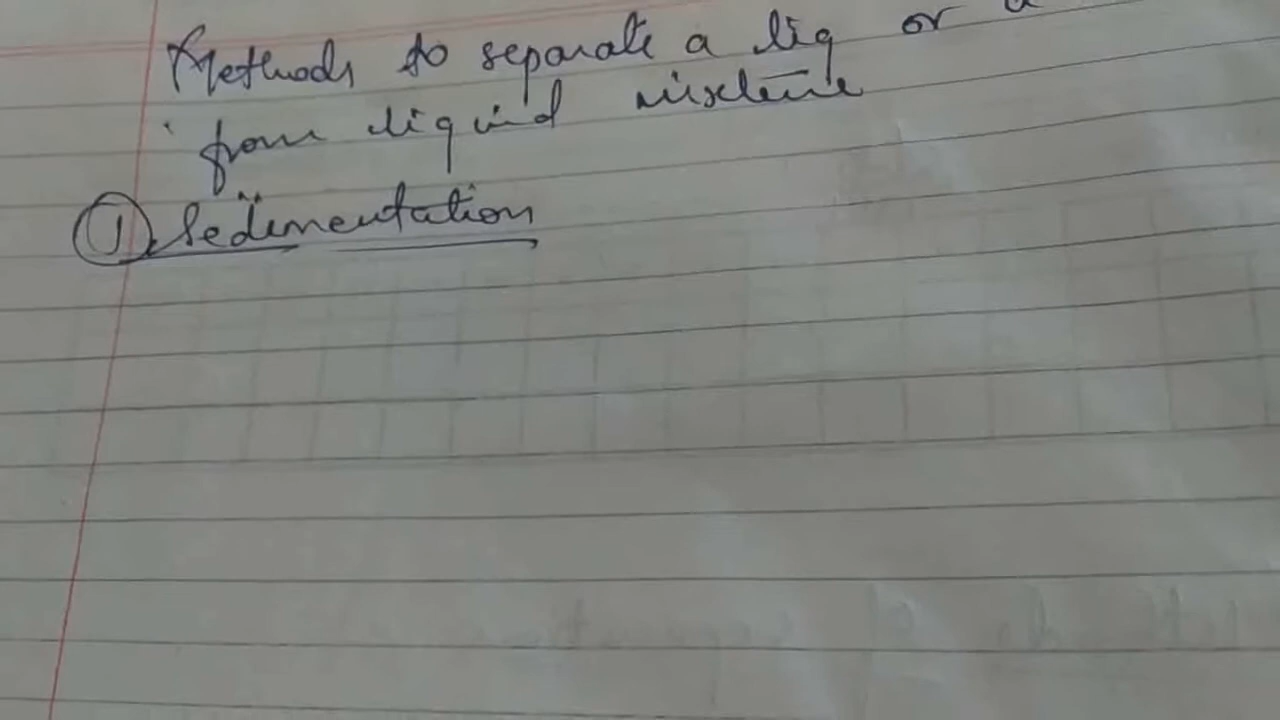 Methods to separate a liq or a
from liquid mixture
① Sedimentation